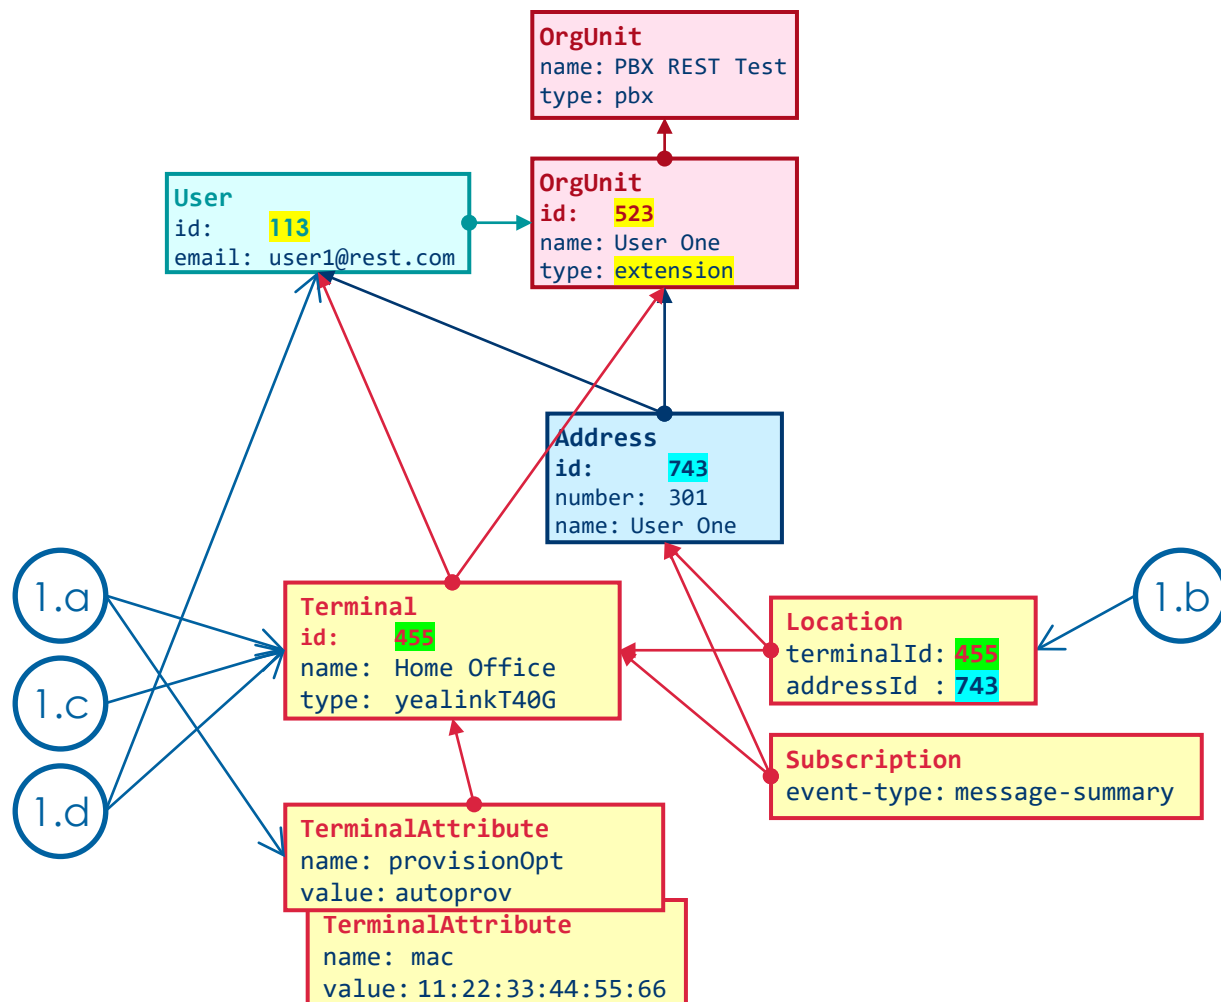 OrgUnit
name: PBX REST Test
type: pbx
OrgUnit
id: 523
name: User One
type: extension
User
id: 113
email: user1@rest.com
Address
id: 743
number: 301
name: User One
1.a
1.c
1.d
Terminal
id: 455
name: Home Office
type: yealinkT40G
Location
terminalId: 455
addressId : 743
1.b
Subscription
event-type: message-summary
TerminalAttribute
name: provisionOpt
value: autoprov
TerminalAttribute
name: mac
value: 11:22:33:44:55:66